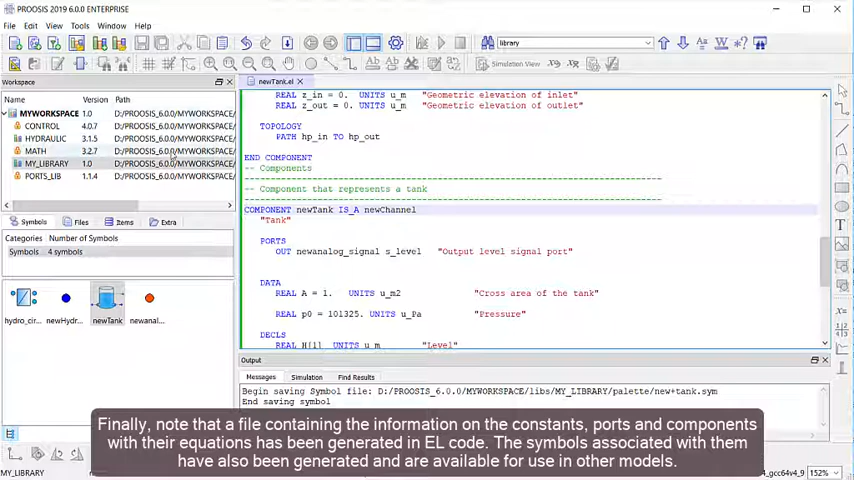 PROOSIS 2019 6.0.0 ENTERPRISE
File Edit View Tools Window Help
library
Simulation View
Workspace
newTank.el
Name Version Path
MYWORKSPACE 1.0 D:/PROOSIS_6.0.0/MYWORKSPACE/
CONTROL 4.0.7 D:/PROOSIS_6.0.0/MYWORKSPACE/
HYDRAULIC 3.1.5 D:/PROOSIS_6.0.0/MYWORKSPACE/
MATH 3.2.7 D:/PROOSIS_6.0.0/MYWORKSPACE/
MY_LIBRARY 1.0 D:/PROOSIS_6.0.0/MYWORKSPACE/
PORTS_LIB 1.1.4 D:/PROOSIS_6.0.0/MYWORKSPACE/
Symbols Files Items Extra
Categories Number of Symbols
Symbols 4 symbols
hydro_cir... newHydr... newTank newanal...
REAL z_in = 0. UNITS u_m "Geometric elevation of inlet"
REAL z_out = 0. UNITS u_m "Geometric elevation of outlet"
TOPOLOGY
PATH hp_in TO hp_out
END COMPONENT
-- Components
-- Component that represents a tank
COMPONENT newTank IS_A newChannel
"Tank"
PORTS
OUT newanalog_signal s_level "Output level signal port"
DATA
REAL A = 1. UNITS u_m2 "Cross area of the tank"
REAL p0 = 101325. UNITS u_Pa "Pressure"
DECLS
REAL H[1] UNITS u_m "Level"
Output
Messages Simulation Find Results
Begin saving Symbol file: D:/PROOSIS_6.0.0/MYWORKSPACE/libs/MY_LIBRARY/palette/new+tank.sym
End saving symbol
Finally, note that a file containing the information on the constants, ports and components
with their equations has been generated in EL code. The symbols associated with them
have also been generated and are available for use in other models.
MY_LIBRARY
_gcc64v4_9 152%